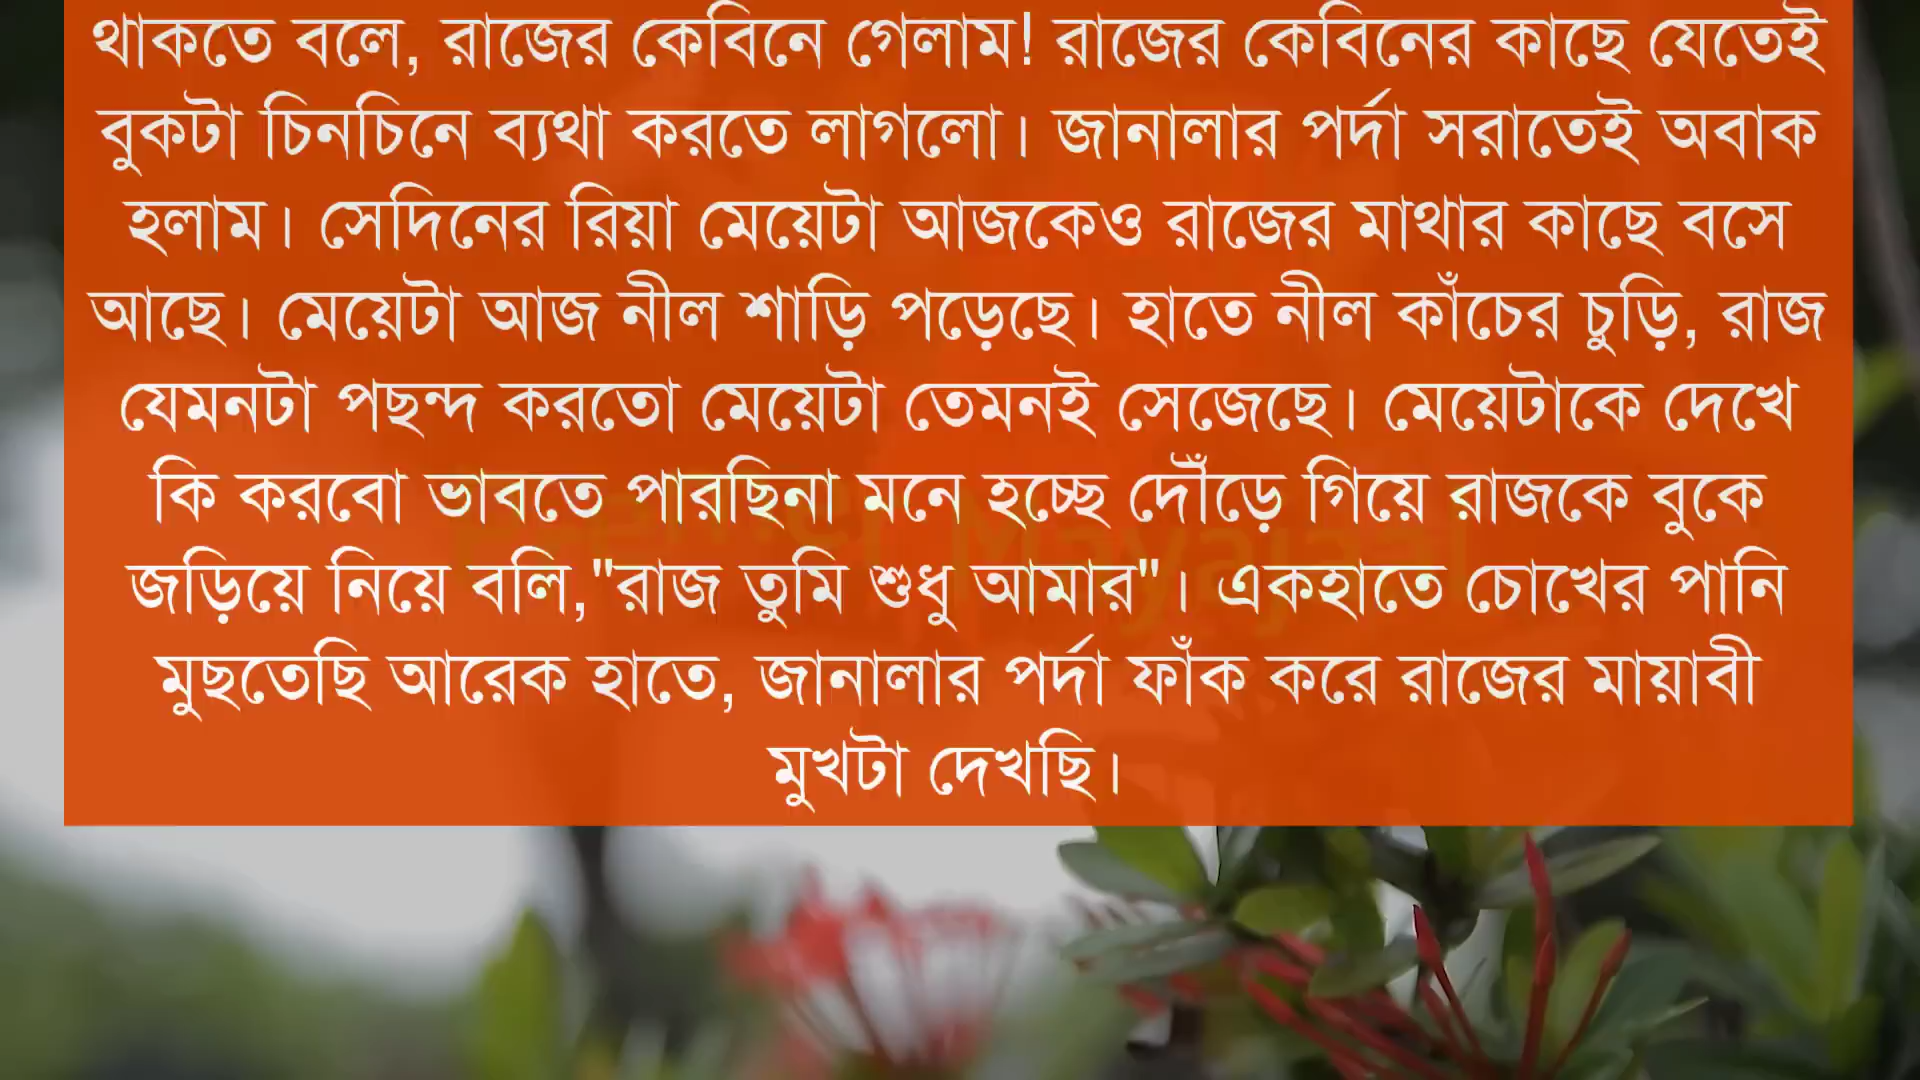 থাকতে বলে, রাজের কেবিনে গেলাম! রাজের কেবিনের কাছে যেতেই
বুকটা চিনচিনে ব্যথা করতে লাগলো। জানালার পর্দা সরাতেই অবাক
হলাম। সেদিনের রিয়া মেয়েটা আজকেও রাজের মাথার কাছে বসে
আছে। মেয়েটা আজ নীল শাড়ি পড়েছে। হাতে নীল কাঁচের চুড়ি, রাজ
যেমনটা পছন্দ করতো মেয়েটা তেমনই সেজেছে। মেয়েটাকে দেখে
কি করবো ভাবতে পারছিনা মনে হচ্ছে দৌঁড়ে গিয়ে রাজকে বুকে
জড়িয়ে নিয়ে বলি,"রাজ তুমি শুধু আমার"। একহাতে চোখের পানি
মুছতেছি আরেক হাতে, জানালার পর্দা ফাঁক করে রাজের মায়াবী
মুখটা দেখছি।